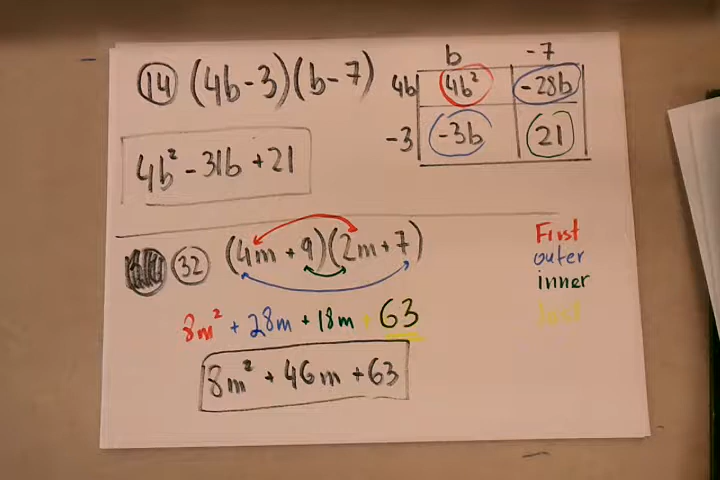 14 (4b-3)(b-7)
b -7
4b 4b² -28b
-3 -3b 21
4b² - 31b + 21
32 (4m + 9)(2m + 7)
First
outer
inner
last
8m² + 28m + 18m + 63
8m² + 46m + 63